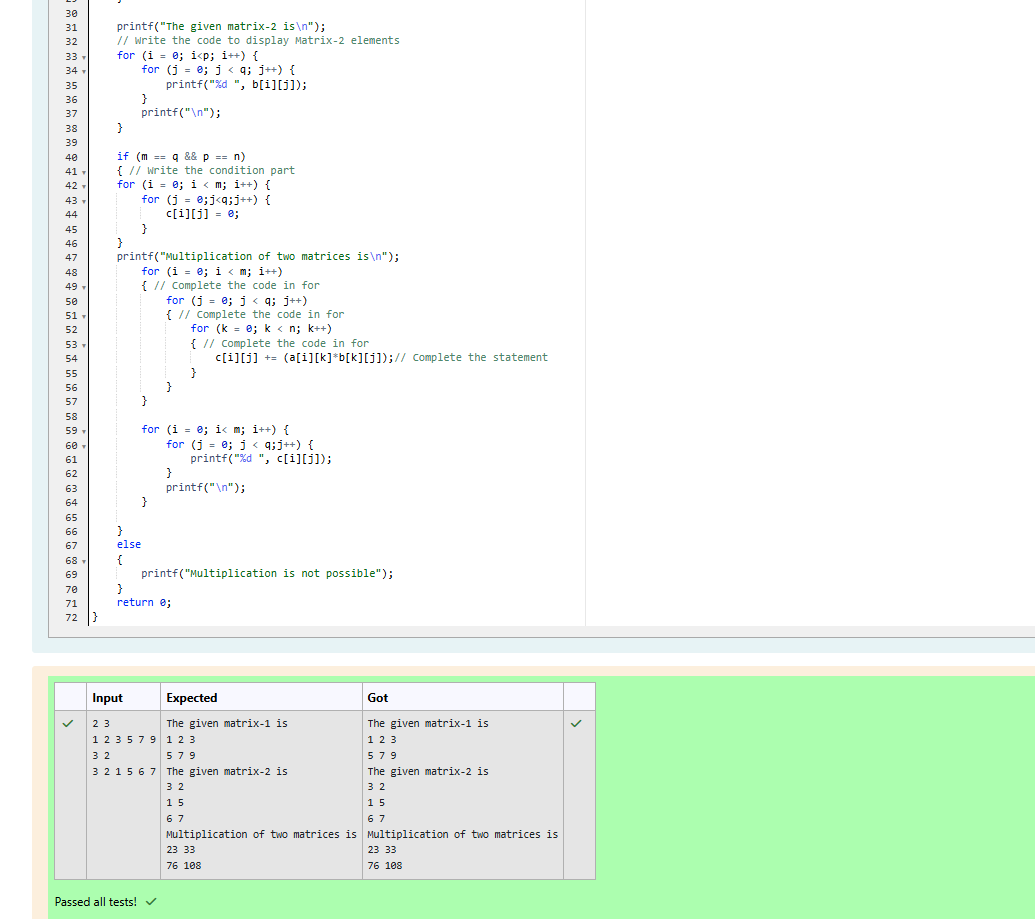 30
31 printf("The given matrix-2 is\n");
32 // Write the code to display Matrix-2 elements
33 for (i = 0; i<p; i++) {
34 for (j = 0; j < q; j++) {
35 printf("%d ", b[i][j]);
36 }
37 printf("\n");
38 }
39
40 if (m == q && p == n)
41 { // Write the condition part
42 for (i = 0; i < m; i++) {
43 for (j = 0;j<q;j++) {
44 c[i][j] = 0;
45 }
46 }
47 printf("Multiplication of two matrices is\n");
48 for (i = 0; i < m; i++)
49 { // Complete the code in for
50 for (j = 0; j < q; j++)
51 { // Complete the code in for
52 for (k = 0; k < n; k++)
53 { // Complete the code in for
54 c[i][j] += (a[i][k]*b[k][j]);// Complete the statement
55 }
56 }
57 }
58
59 for (i = 0; i< m; i++) {
60 for (j = 0; j < q;j++) {
61 printf("%d ", c[i][j]);
62 }
63 printf("\n");
64 }
65
66 }
67 else
68 {
69 printf("Multiplication is not possible");
70 }
71 return 0;
72 }
Input Expected Got
2 3 The given matrix-1 is The given matrix-1 is
1 2 3 5 7 9 1 2 3 1 2 3
3 2 5 7 9 5 7 9
3 2 1 5 6 7 The given matrix-2 is The given matrix-2 is
3 2 3 2
1 5 1 5
6 7 6 7
Multiplication of two matrices is Multiplication of two matrices is
23 33 23 33
76 108 76 108
Passed all tests!